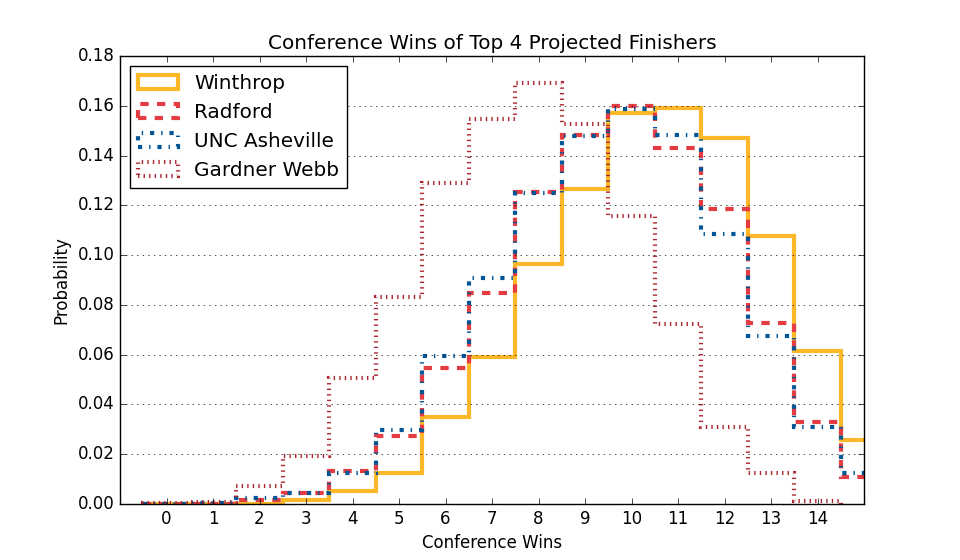 Conference Wins of Top 4 Projected Finishers
0.18
0.16
0.14
0.12
0.10
0.08
0.06
0.04
0.02
0.00
Probability
Winthrop
Radford
UNC Asheville
Gardner Webb
0 1 2 3 4 5 6 7 8 9 10 11 12 13 14
Conference Wins